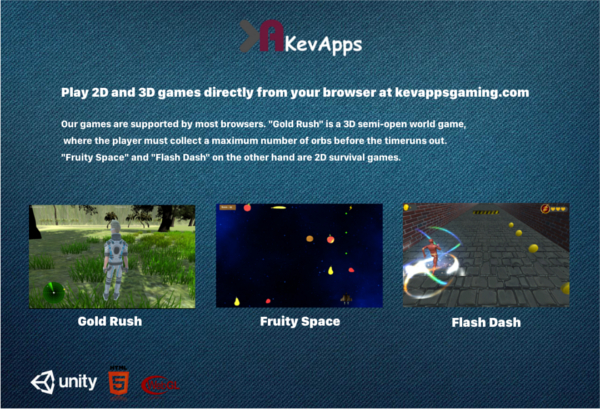 KevApps
Play 2D and 3D games directly from your browser at kevappsgaming.com
Our games are supported by most browsers. "Gold Rush" is a 3D semi-open world game,
where the player must collect a maximum number of orbs before the timeruns out.
"Fruity Space" and "Flash Dash" on the other hand are 2D survival games.
Gold Rush
Fruity Space
Flash Dash
unity
HTML
5